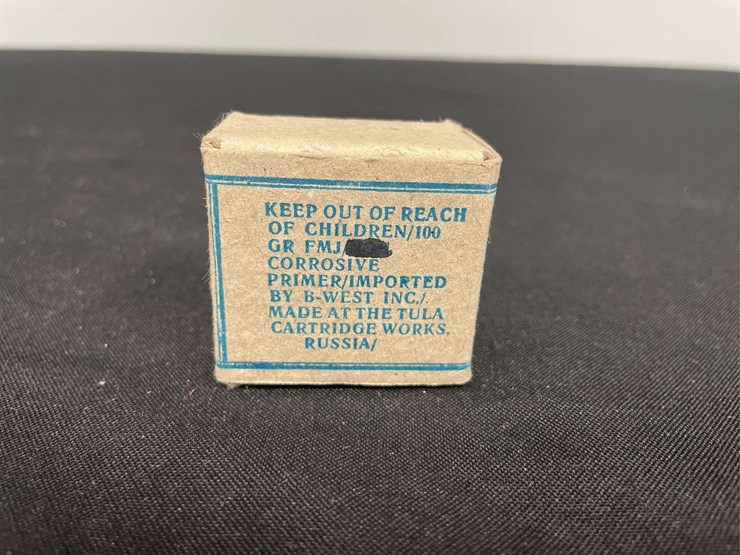 KEEP OUT OF REACH
OF CHILDREN/100
GR FMJ/
CORROSIVE
PRIMER/IMPORTED
BY B-WEST INC./.
MADE AT THE TULA
CARTRIDGE WORKS,
RUSSIA/